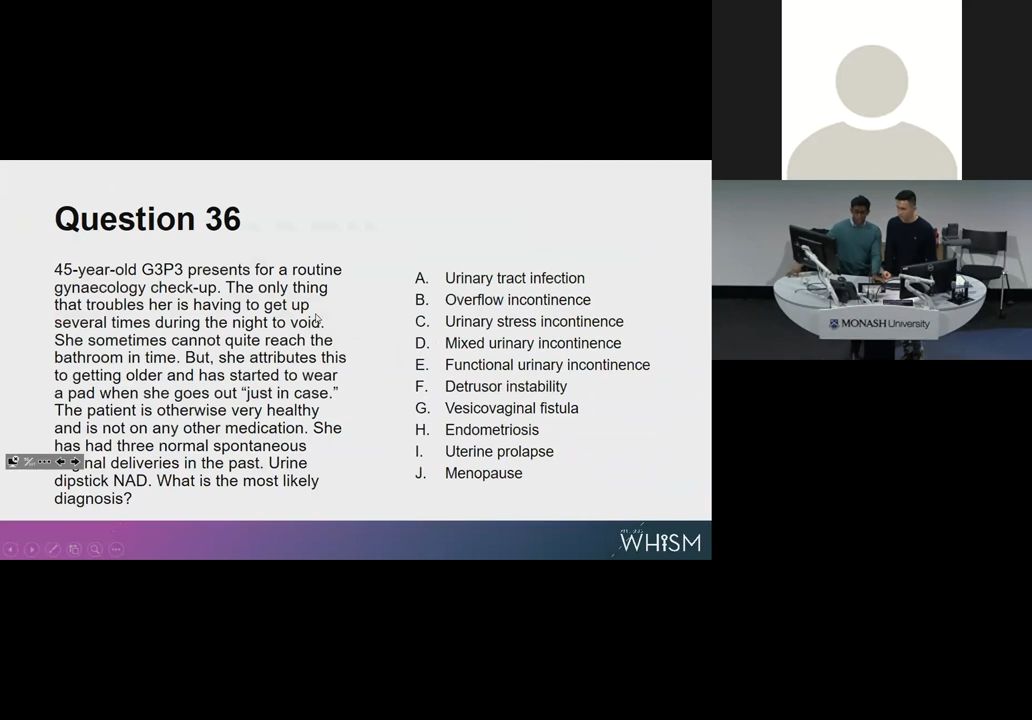 Question 36
45-year-old G3P3 presents for a routine
gynaecology check-up. The only thing
that troubles her is having to get up
several times during the night to void.
She sometimes cannot quite reach the
bathroom in time. But, she attributes this
to getting older and has started to wear
a pad when she goes out “just in case.”
The patient is otherwise very healthy
and is not on any other medication. She
has had three normal spontaneous
deliveries in the past. Urine
dipstick NAD. What is the most likely
diagnosis?
A. Urinary tract infection
B. Overflow incontinence
C. Urinary stress incontinence
D. Mixed urinary incontinence
E. Functional urinary incontinence
F. Detrusor instability
G. Vesicovaginal fistula
H. Endometriosis
I. Uterine prolapse
J. Menopause
WHiSM
MONASH University